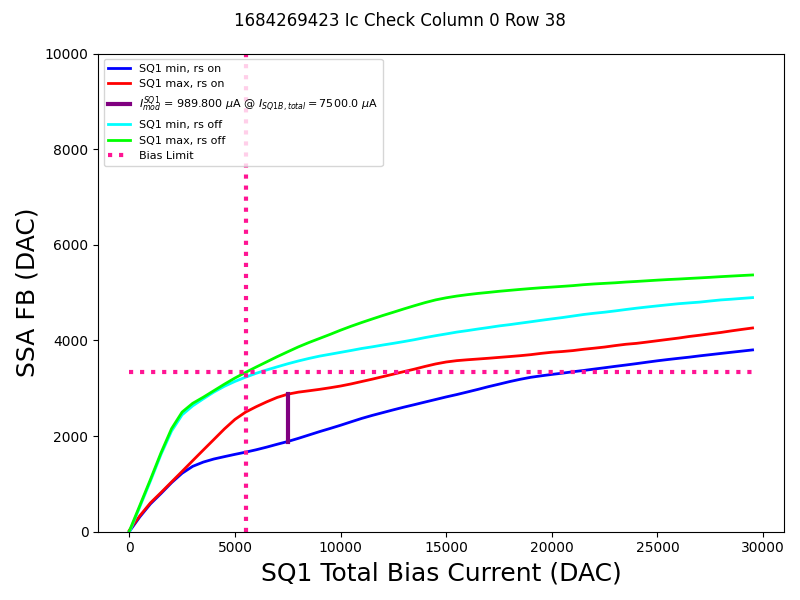 1684269423 Ic Check Column 0 Row 38
10000
8000
6000
4000
2000
0
SSA FB (DAC)
SQ1 min, rs on
SQ1 max, rs on
I_{mod}^{SQ1} = 989.800 μA @ I_{SQ1B,total} = 7500.0 μA
SQ1 min, rs off
SQ1 max, rs off
Bias Limit
0 5000 10000 15000 20000 25000 30000
SQ1 Total Bias Current (DAC)